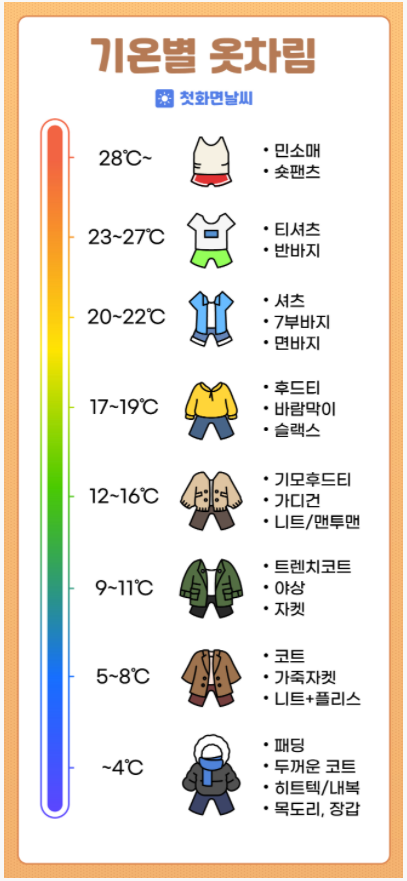 기온별 옷차림
첫화면날씨
28℃~
• 민소매
• 숏팬츠
23~27℃
• 티셔츠
• 반바지
20~22℃
• 셔츠
• 7부바지
• 면바지
17~19℃
• 후드티
• 바람막이
• 슬랙스
12~16℃
• 기모후드티
• 가디건
• 니트/맨투맨
9~11℃
• 트렌치코트
• 야상
• 자켓
5~8℃
• 코트
• 가죽자켓
• 니트+플리스
~4℃
• 패딩
• 두꺼운 코트
• 히트텍/내복
• 목도리, 장갑